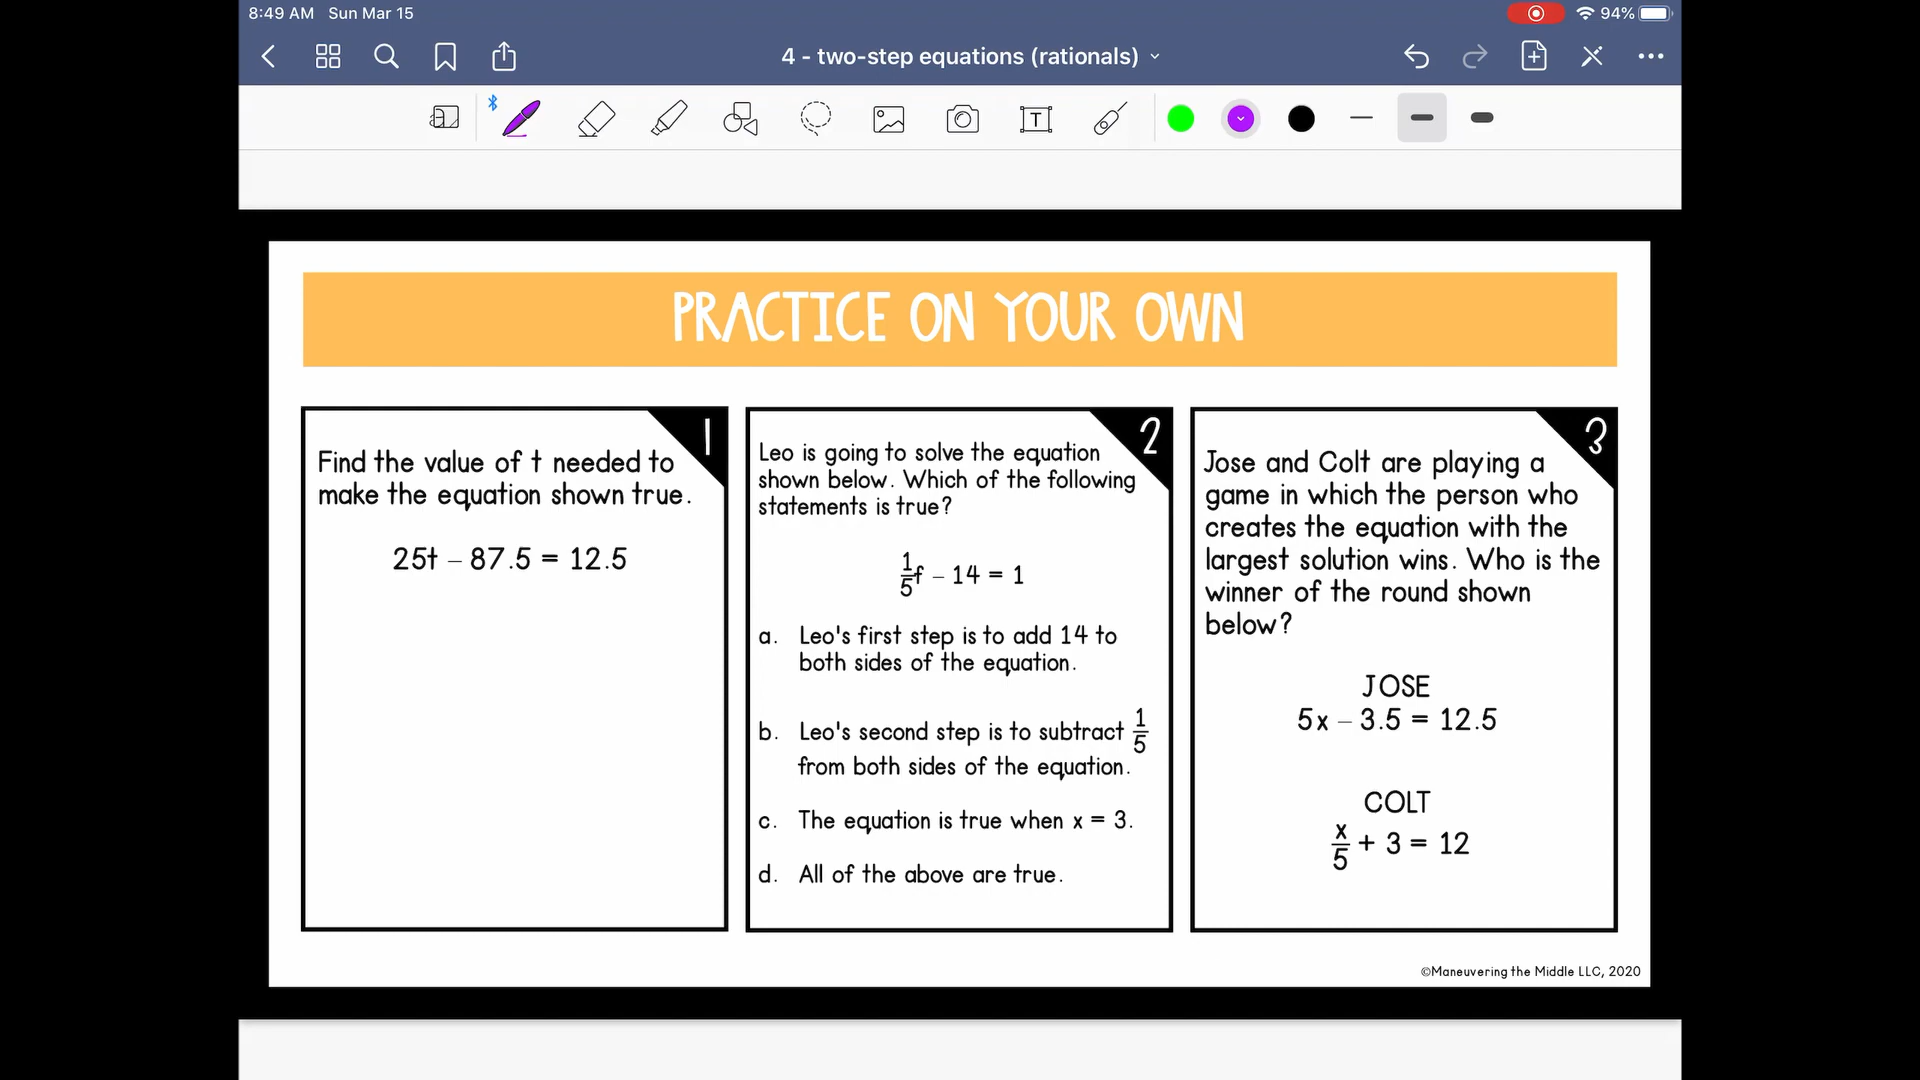 8:49 AM Sun Mar 15
94%
4 - two-step equations (rationals)
T
PRACTICE ON YOUR OWN
1
Find the value of t needed to
make the equation shown true.
25t – 87.5 = 12.5
2
Leo is going to solve the equation
shown below. Which of the following
statements is true?
1/5 f – 14 = 1
a. Leo's first step is to add 14 to
both sides of the equation.
b. Leo's second step is to subtract 1/5
from both sides of the equation.
c. The equation is true when x = 3.
d. All of the above are true.
3
Jose and Colt are playing a
game in which the person who
creates the equation with the
largest solution wins. Who is the
winner of the round shown
below?
JOSE
5x – 3.5 = 12.5
COLT
x/5 + 3 = 12
©Maneuvering the Middle LLC, 2020